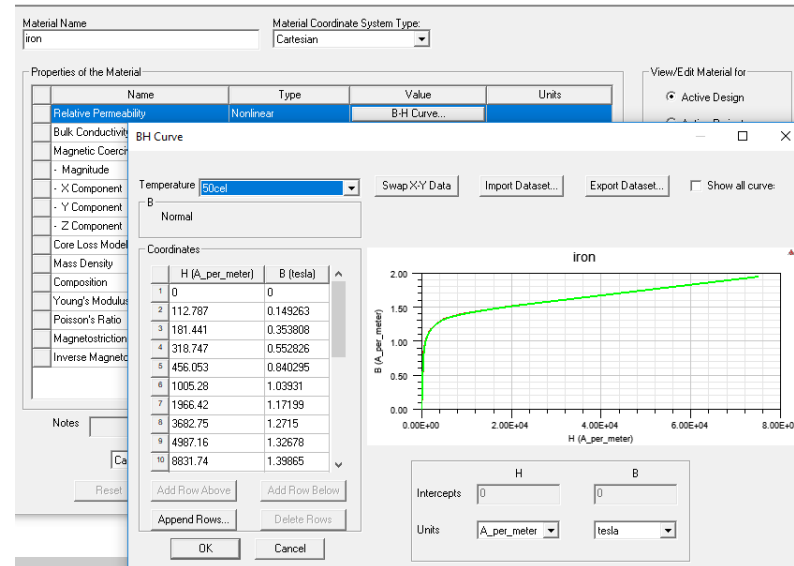 Material Name
Material Coordinate System Type:
iron
Cartesian
Properties of the Material
View/Edit Material for
Name Type Value Units
Active Design
Relative Permeability Nonlinear B-H Curve...
Bulk Conductivit
BH Curve
Magnetic Coerci
- Magnitude
- X Component
- Y Component
- Z Component
Core Loss Model
Mass Density
Composition
Young's Modulus
Poisson's Ratio
Magnetostriction
Inverse Magneto
Notes
Ca
Reset
Temperature 50cel
Swap X-Y Data
Import Dataset...
Export Dataset...
Show all curve
B
Normal
Coordinates
H (A_per_meter) B (tesla)
1 0 0
2 112.787 0.149263
3 181.441 0.353808
4 318.747 0.552826
5 456.053 0.840295
6 1005.28 1.03931
7 1966.42 1.17199
8 3682.75 1.2715
9 4987.16 1.32678
10 8831.74 1.39865
Add Row Above
Add Row Below
Append Rows...
Delete Rows
OK
Cancel
iron
2.00
1.50
1.00
0.50
0.00
B (A_per_meter)
0.00E+00 2.00E+04 4.00E+04 6.00E+04 8.00E+0
H (A_per_meter)
H B
Intercepts 0 0
Units A_per_meter tesla